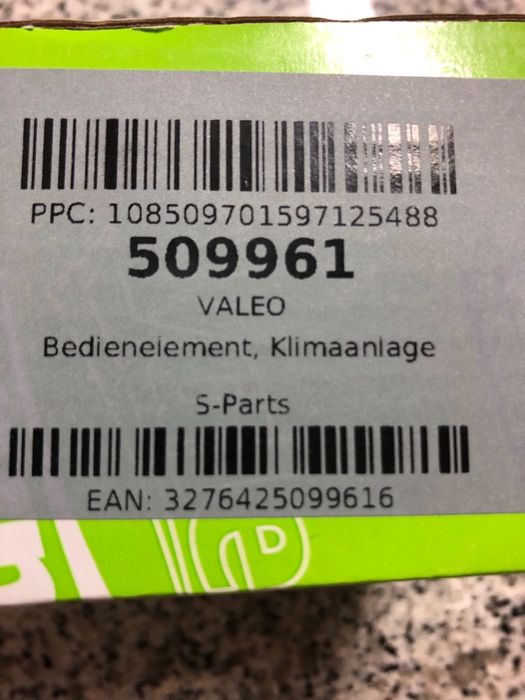 PPC: 108509701597125488
509961
VALEO
Bedienelement, Klimaanlage
S-Parts
EAN: 3276425099616